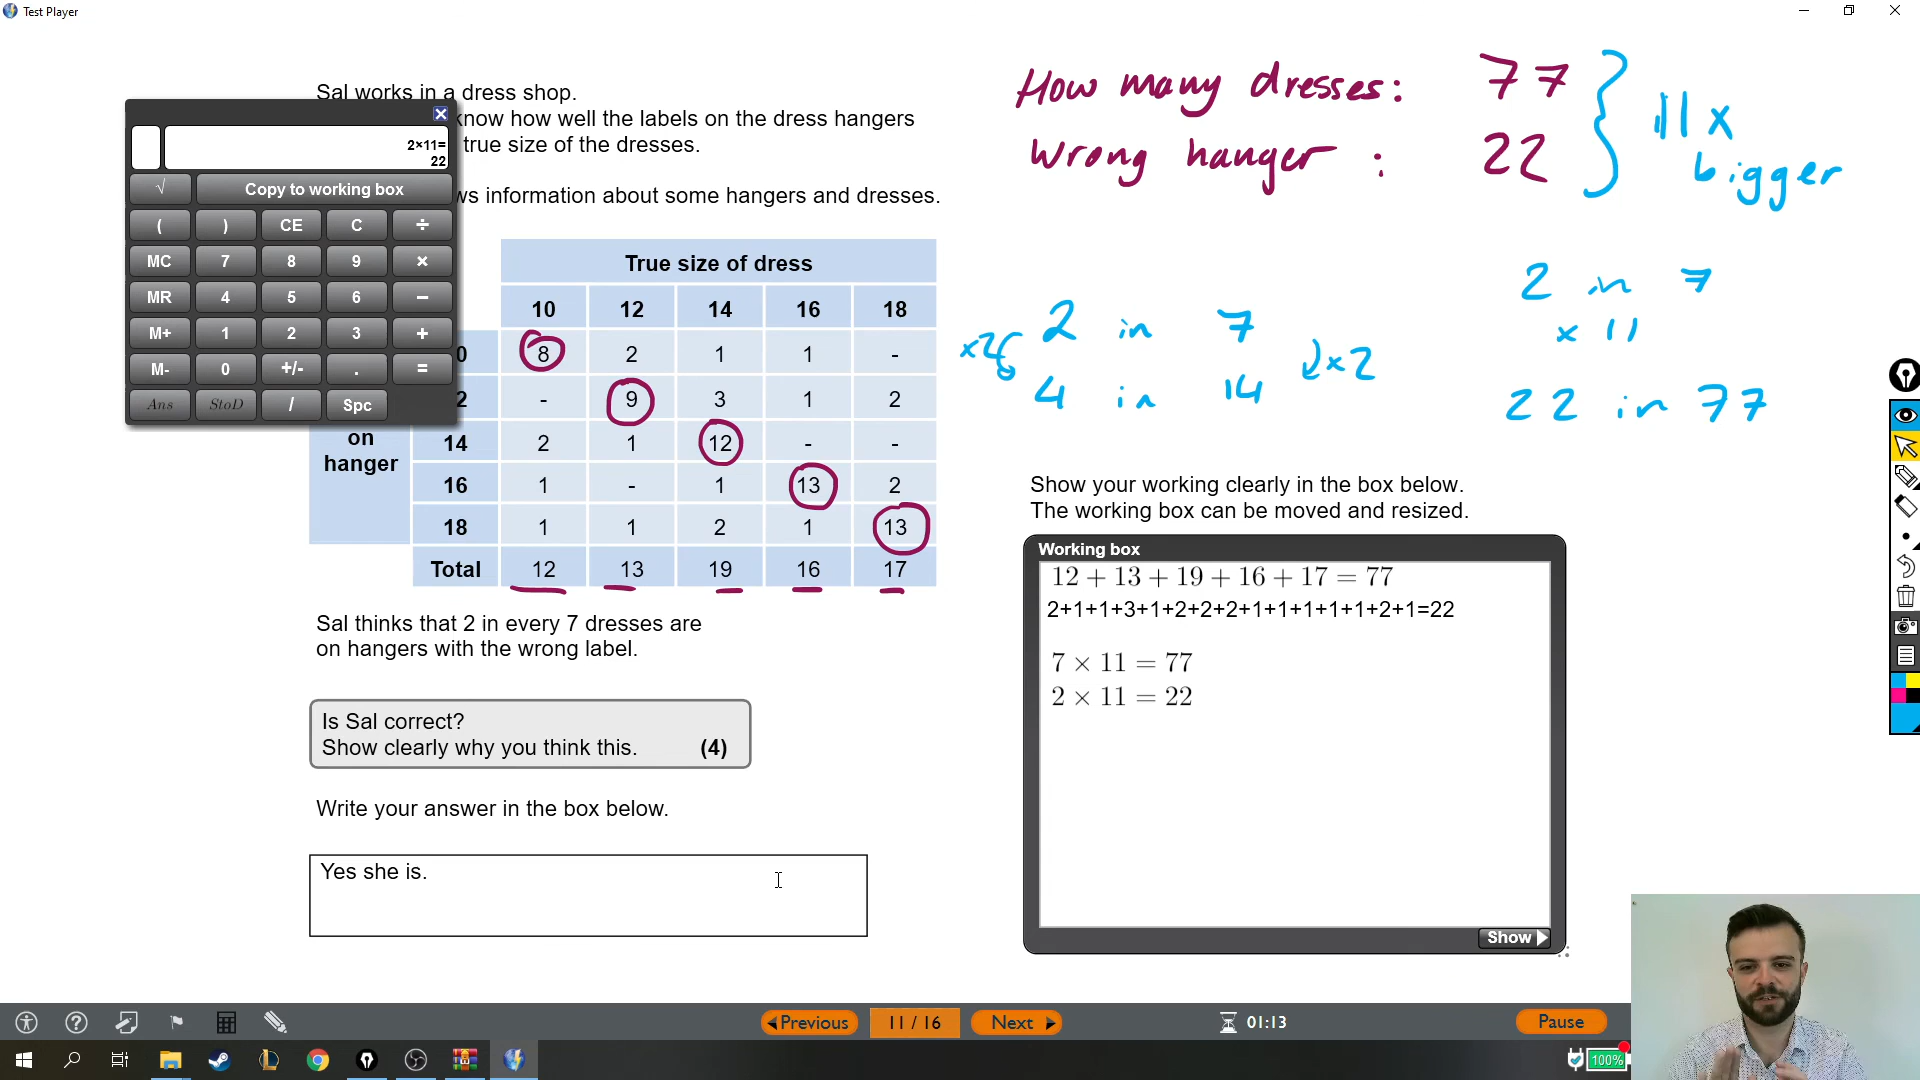 Test Player
Sal works in a dress shop.
know how well the labels on the dress hangers
true size of the dresses.
ws information about some hangers and dresses.
2×11=
22
√ Copy to working box
( ) CE C ÷
MC 7 8 9 ×
MR 4 5 6 −
M+ 1 2 3 +
M- 0 +/- . =
Ans StoD / Spc
True size of dress
10 12 14 16 18
0 8 2 1 1 -
2 - 9 3 1 2
on
hanger
14 2 1 12 - -
16 1 - 1 13 2
18 1 1 2 1 13
Total 12 13 19 16 17
Sal thinks that 2 in every 7 dresses are
on hangers with the wrong label.
Is Sal correct?
Show clearly why you think this. (4)
Write your answer in the box below.
Yes she is.
How many dresses: 77
Wrong hanger : 22
11 x
bigger
2 in 7
x2 x2
4 in 14
2 in 7
x 11
22 in 77
Show your working clearly in the box below.
The working box can be moved and resized.
Working box
12 + 13 + 19 + 16 + 17 = 77
2+1+1+3+1+2+2+2+1+1+1+1+1+2+1=22
7 × 11 = 77
2 × 11 = 22
Show
Previous 11 / 16 Next 01:13 Pause
100%